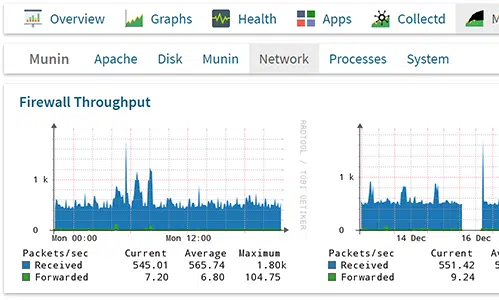 Overview Graphs Health Apps Collectd M
Munin Apache Disk Munin Network Processes System
Firewall Throughput
1 k
0
Mon 00:00 Mon 12:00
RRDTOOL / TOBI OETIKER
Packets/sec Current Average Maximum
Received 545.01 565.74 1.80k
Forwarded 7.20 6.80 104.75
1 k
0
14 Dec 16 Dec
Packets/sec Current
Received 551.42 5
Forwarded 9.24